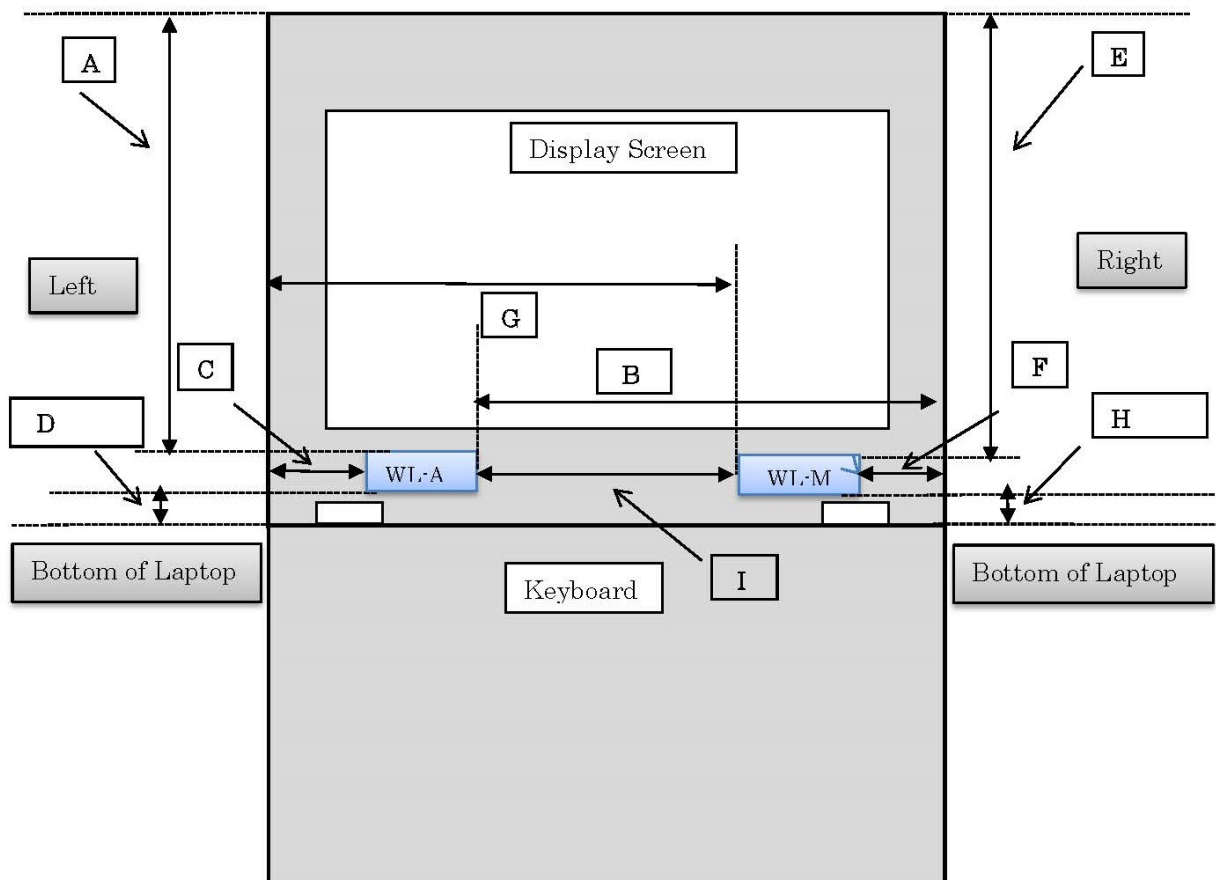 A
E
Display Screen
Left
Right
G
C
B
F
D
H
WL-A
WL-M
Bottom of Laptop
Keyboard
I
Bottom of Laptop